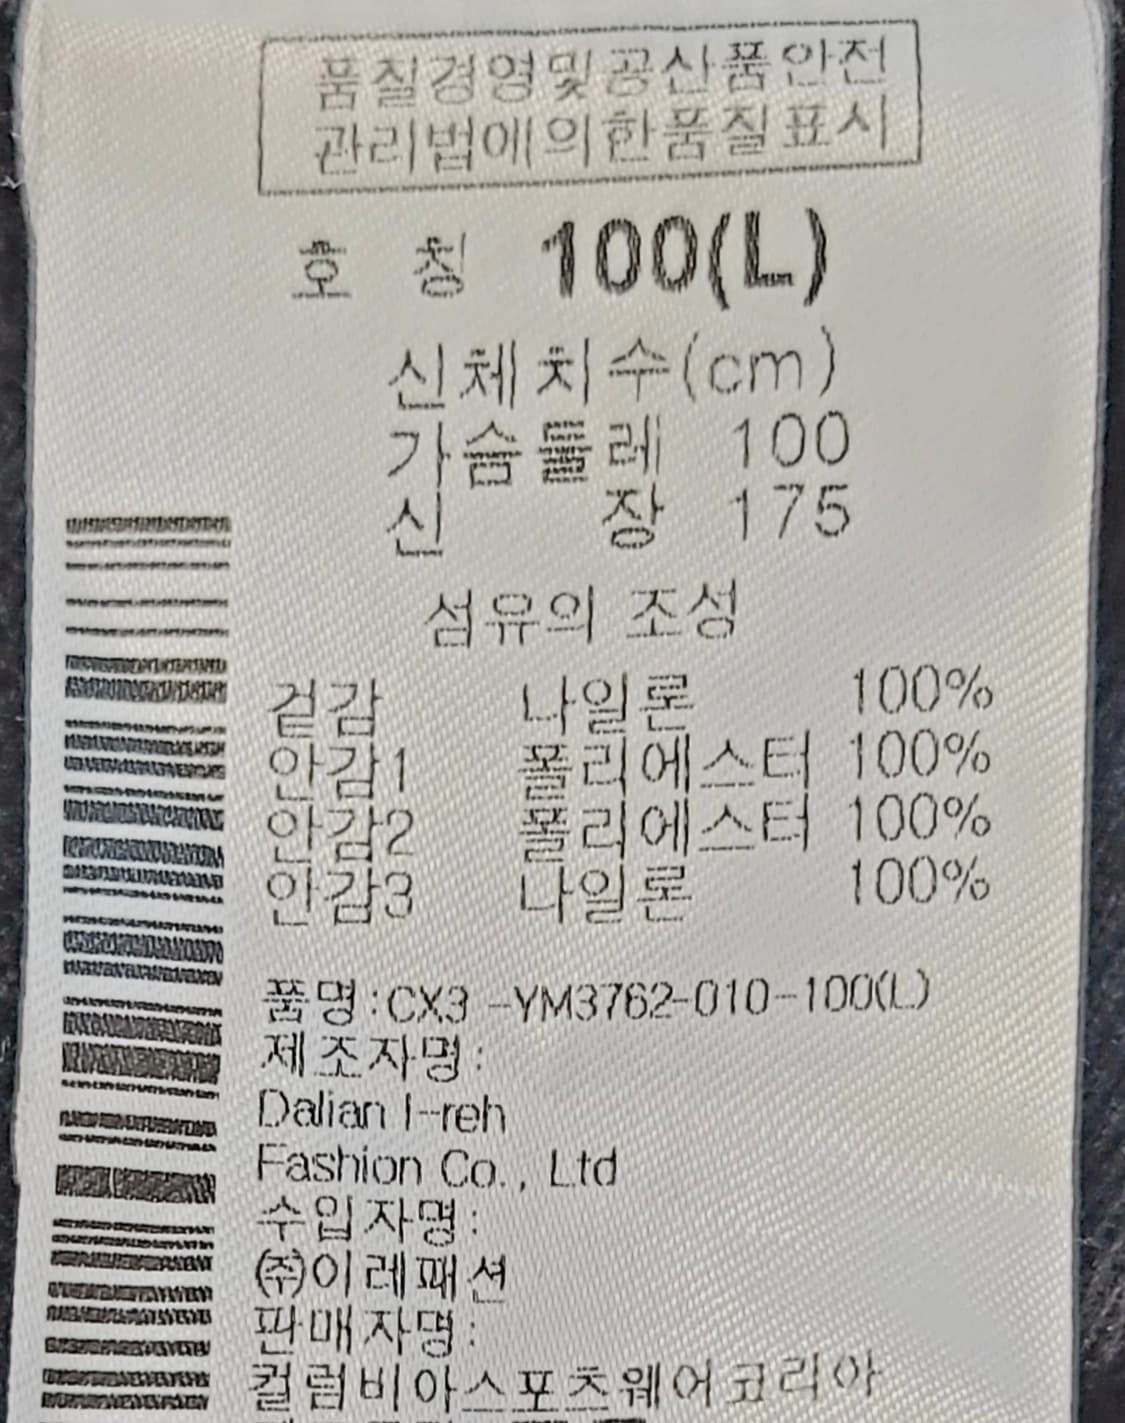 품질경영및공산품안전
관리법에의한품질표시
호 칭 100(L)
신체치수(cm)
가슴둘레 100
신 장 175
섬유의 조성
겉감 나일론 100%
안감1 폴리에스터 100%
안감2 폴리에스터 100%
안감3 나일론 100%
품명:CX3 -YM3762-010-100(L)
제조자명:
Dalian I-reh
Fashion Co., Ltd
수입자명:
㈜이레패션
판매자명:
컬럼비아스포츠웨어코리아